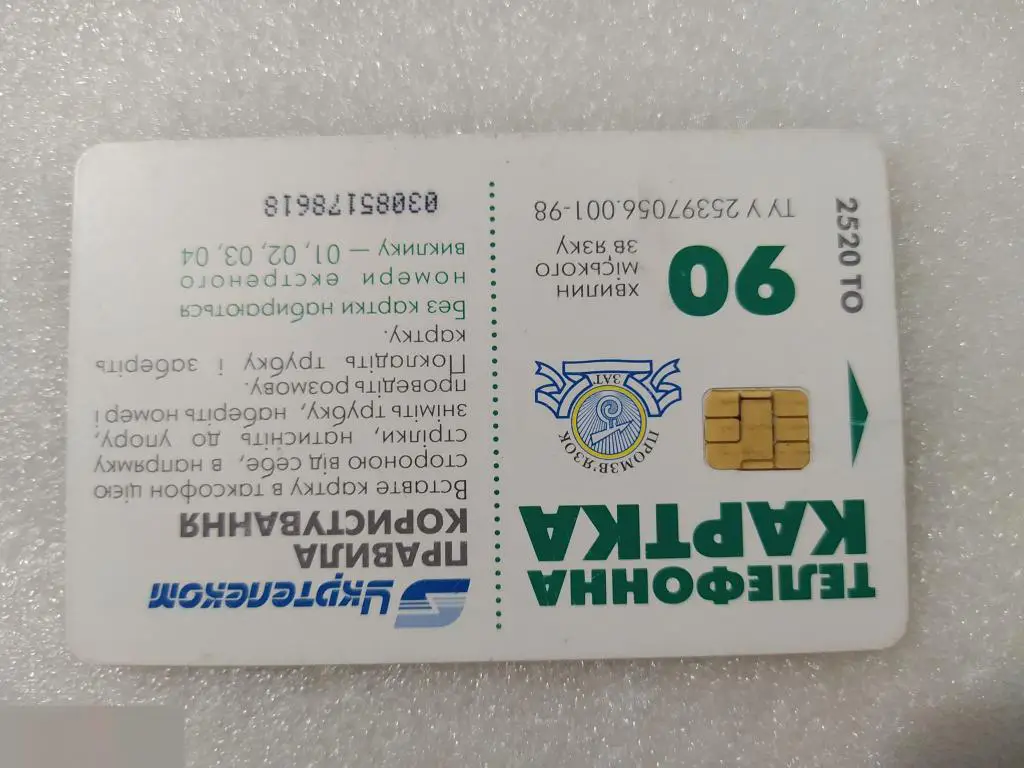 Укртелеком
ТЕЛЕФОННА
КАРТКА
ПРОМЗВ'ЯЗОК
ЗАТ
90
ХВИЛИН
МІСЬКОГО
ЗВ'ЯЗКУ
ТУ У 25397056.001-98
2520 ТО
ПРАВИЛА
КОРИСТУВАННЯ
Вставте картку в таксофон цією
стороною від себе, в напрямку
стрілки, натисніть до упору,
зніміть трубку, наберіть номер і
проведіть розмову.
Покладіть трубку і заберіть
картку.
Без картки набираються
номери екстреного
виклику — 01, 02, 03, 04
03085178618